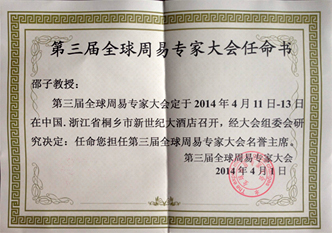 第三届全球周易专家大会任命书
邵子教授：
第三届全球周易专家大会定于2014年4月11日-13日
在中国.浙江省桐乡市新世纪大酒店召开，经大会组委会研
究决定：任命您担任第三届全球周易专家大会名誉主席。
第三届全球周易专家大会
2014年4月1日